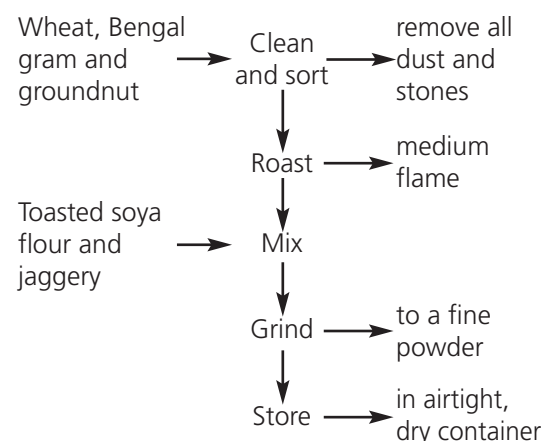 Wheat, Bengal
gram and
groundnut
Clean
and sort
remove all
dust and
stones
Roast
medium
flame
Toasted soya
flour and
jaggery
Mix
Grind
to a fine
powder
Store
in airtight,
dry container